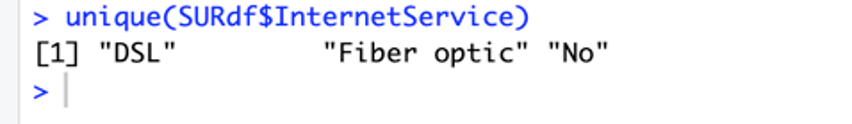 > unique(SURdf$InternetService)
[1] "DSL"         "Fiber optic" "No"
>